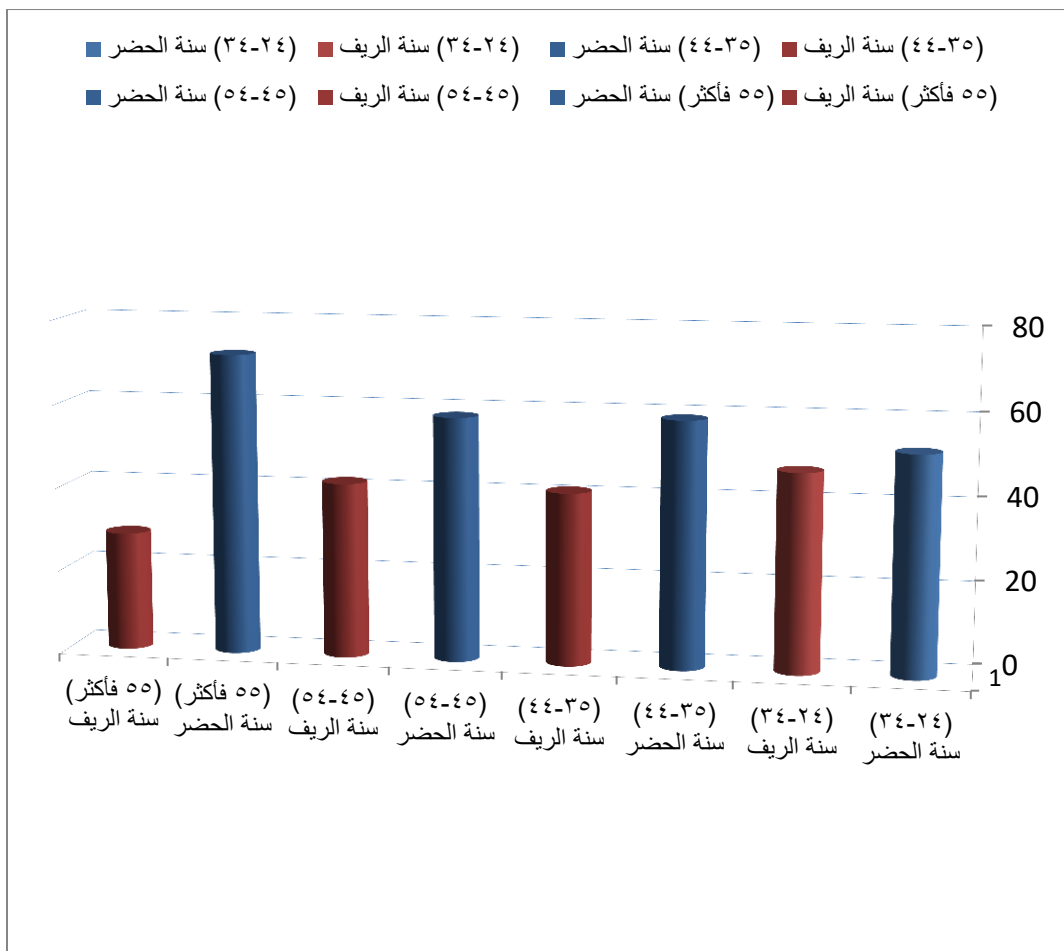 (٢٤-٣٤) سنة الحضر (٢٤-٣٤) سنة الريف (٣٥-٤٤) سنة الحضر (٣٥-٤٤) سنة الريف
(٤٥-٥٤) سنة الحضر (٤٥-٥٤) سنة الريف (٥٥ فأكثر) سنة الحضر (٥٥ فأكثر) سنة الريف
80
60
40
20
0
1
(٢٤-٣٤)
سنة الحضر
(٢٤-٣٤)
سنة الريف
(٣٥-٤٤)
سنة الحضر
(٣٥-٤٤)
سنة الريف
(٤٥-٥٤)
سنة الحضر
(٤٥-٥٤)
سنة الريف
(٥٥ فأكثر)
سنة الحضر
(٥٥ فأكثر)
سنة الريف